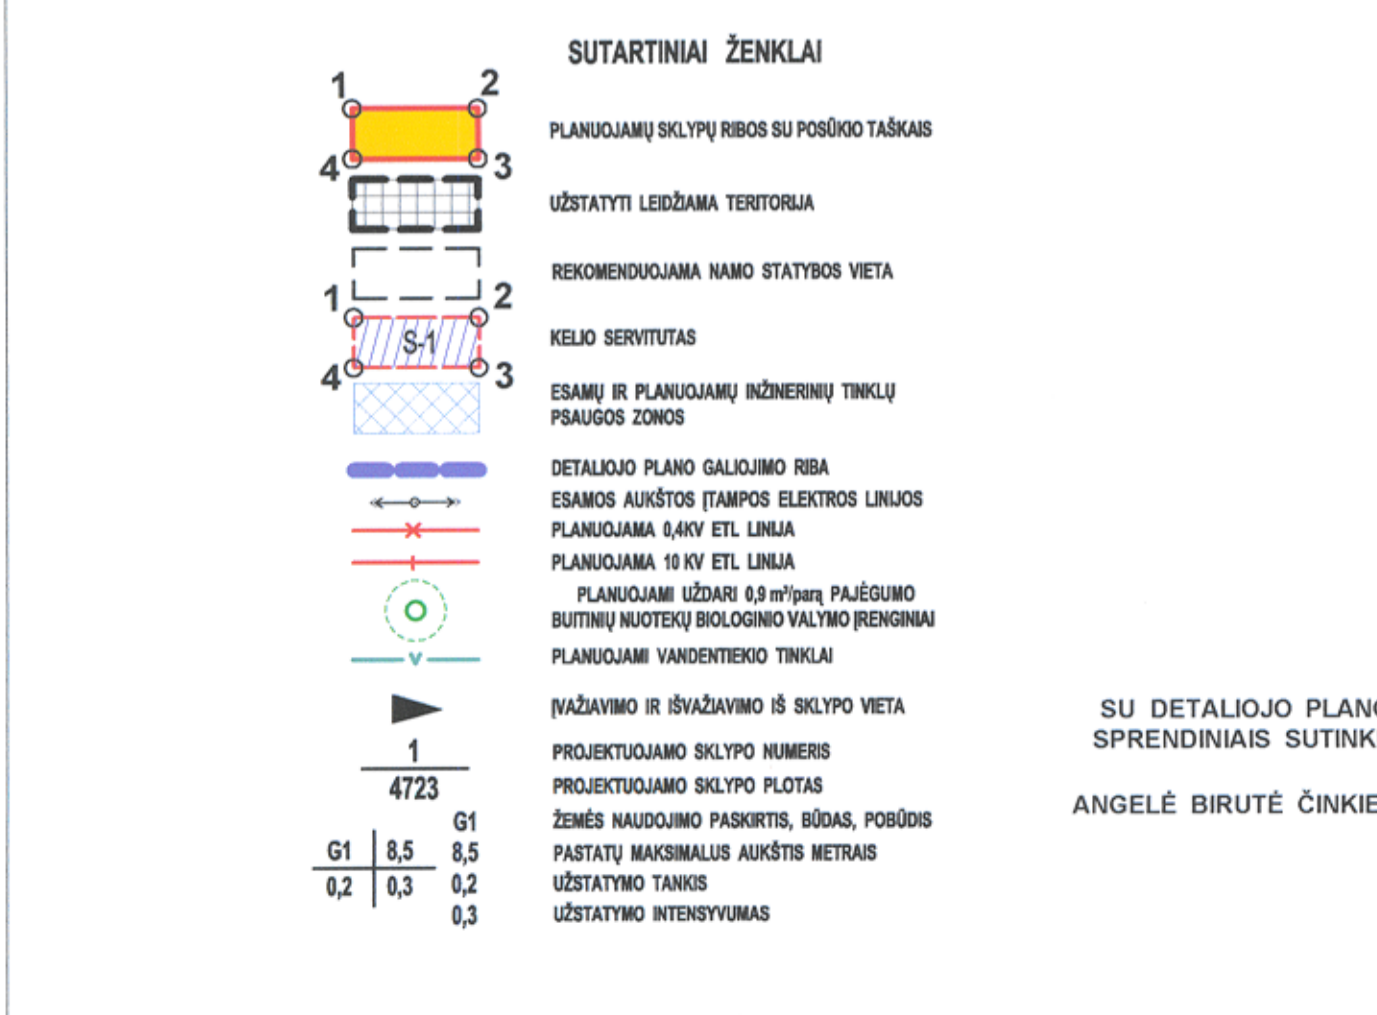 SUTARTINIAI ŽENKLAI
1 2
PLANUOJAMŲ SKLYPŲ RIBOS SU POSŪKIO TAŠKAIS
4 3
UŽSTATYTI LEIDŽIAMA TERITORIJA
REKOMENDUOJAMA NAMO STATYBOS VIETA
1 2
S-1 KELIO SERVITUTAS
4 3
ESAMŲ IR PLANUOJAMŲ INŽINERINIŲ TINKLŲ
PSAUGOS ZONOS
DETALIOJO PLANO GALIOJIMO RIBA
ESAMOS AUKŠTOS ĮTAMPOS ELEKTROS LINIJOS
PLANUOJAMA 0,4KV ETL LINIJA
PLANUOJAMA 10 KV ETL LINIJA
PLANUOJAMI UŽDARI 0,9 m³/parą PAJĖGUMO
BUITINIŲ NUOTEKŲ BIOLOGINIO VALYMO ĮRENGINIAI
V PLANUOJAMI VANDENTIEKIO TINKLAI
ĮVAŽIAVIMO IR IŠVAŽIAVIMO IŠ SKLYPO VIETA
1 PROJEKTUOJAMO SKLYPO NUMERIS
4723 PROJEKTUOJAMO SKLYPO PLOTAS
G1 ŽEMĖS NAUDOJIMO PASKIRTIS, BŪDAS, POBŪDIS
G1 8,5 8,5 PASTATŲ MAKSIMALUS AUKŠTIS METRAIS
0,2 0,3 0,2 UŽSTATYMO TANKIS
0,3 UŽSTATYMO INTENSYVUMAS
SU DETALIOJO PLANO
SPRENDINIAIS SUTINK
ANGELĖ BIRUTĖ ČINKIE